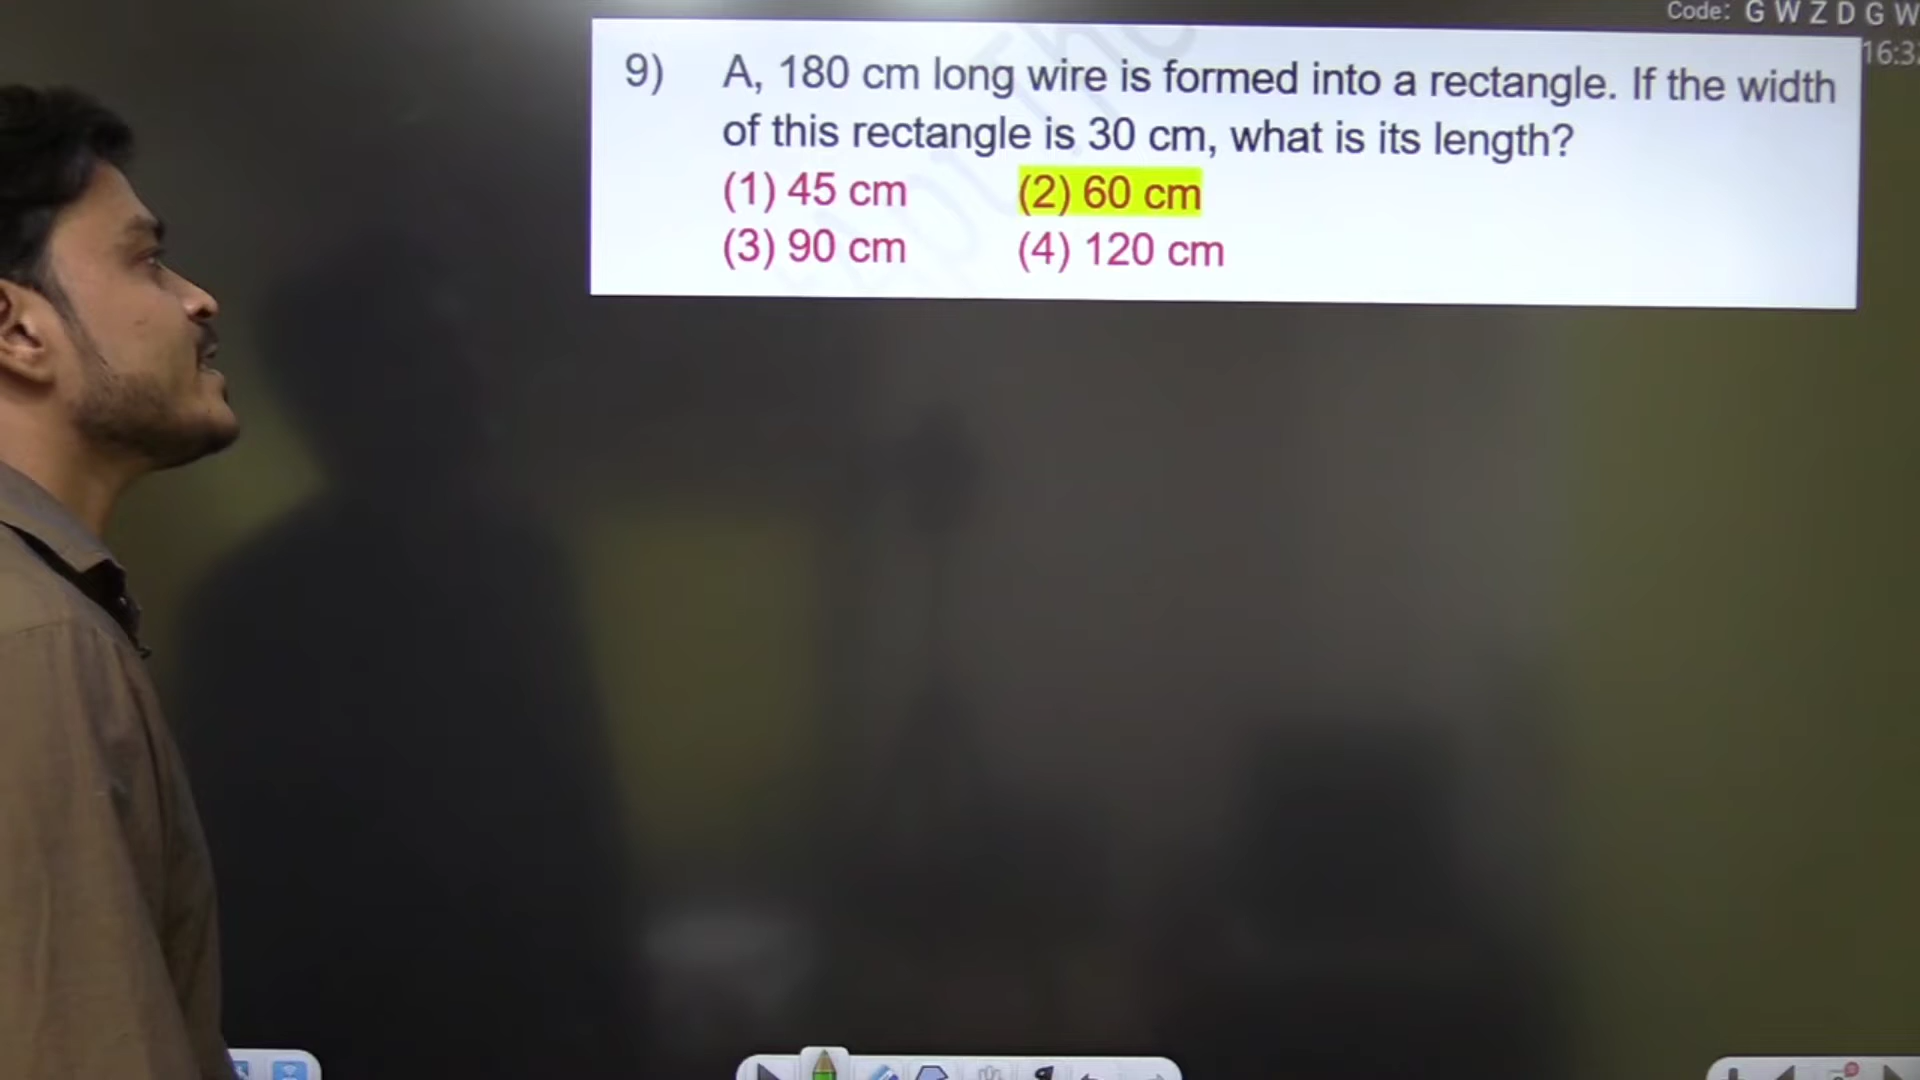 Code: G W Z D G W
16:3
9) A, 180 cm long wire is formed into a rectangle. If the width
of this rectangle is 30 cm, what is its length?
(1) 45 cm (2) 60 cm
(3) 90 cm (4) 120 cm